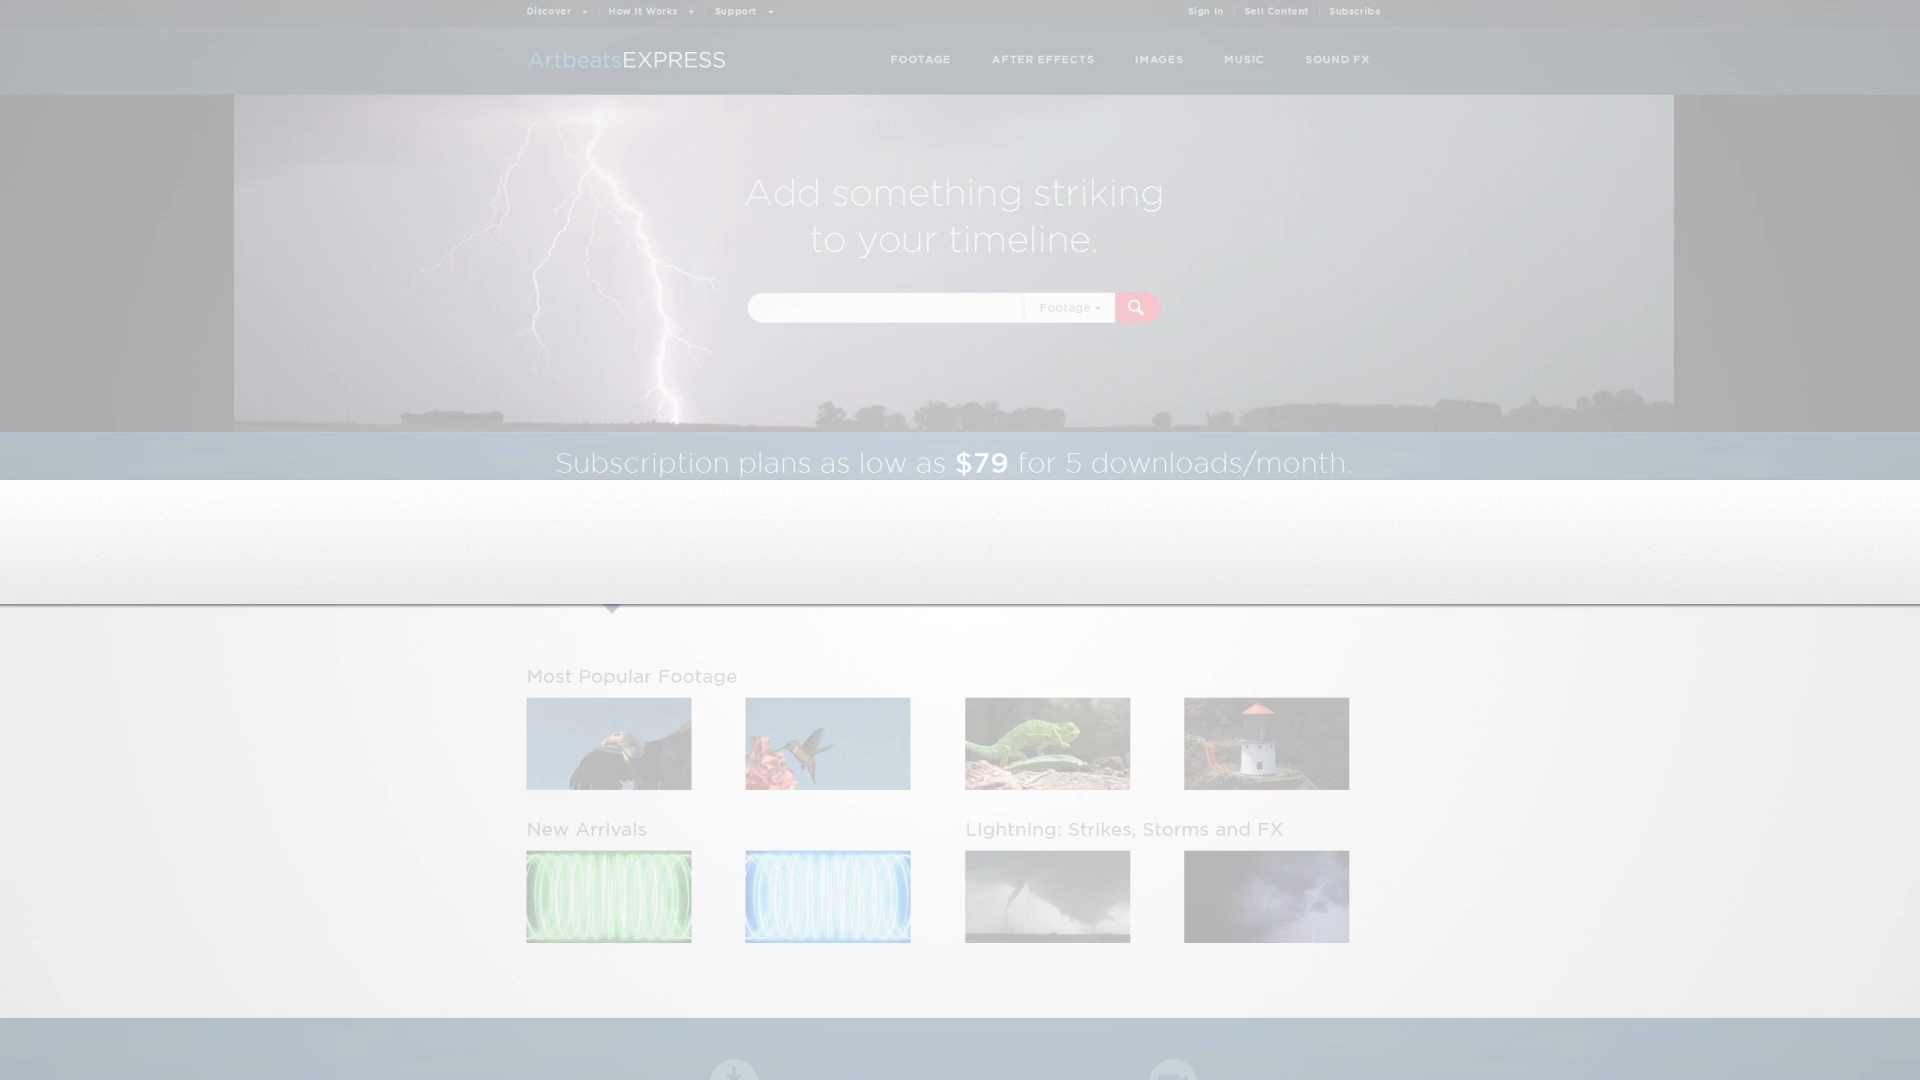 Discover How It Works Support Sign In Sell Content Subscribe
ArtbeatsEXPRESS FOOTAGE AFTER EFFECTS IMAGES MUSIC SOUND FX
Add something striking
to your timeline.
Footage
Subscription plans as low as $79 for 5 downloads/month.
Most Popular Footage
New Arrivals Lightning: Strikes, Storms and FX